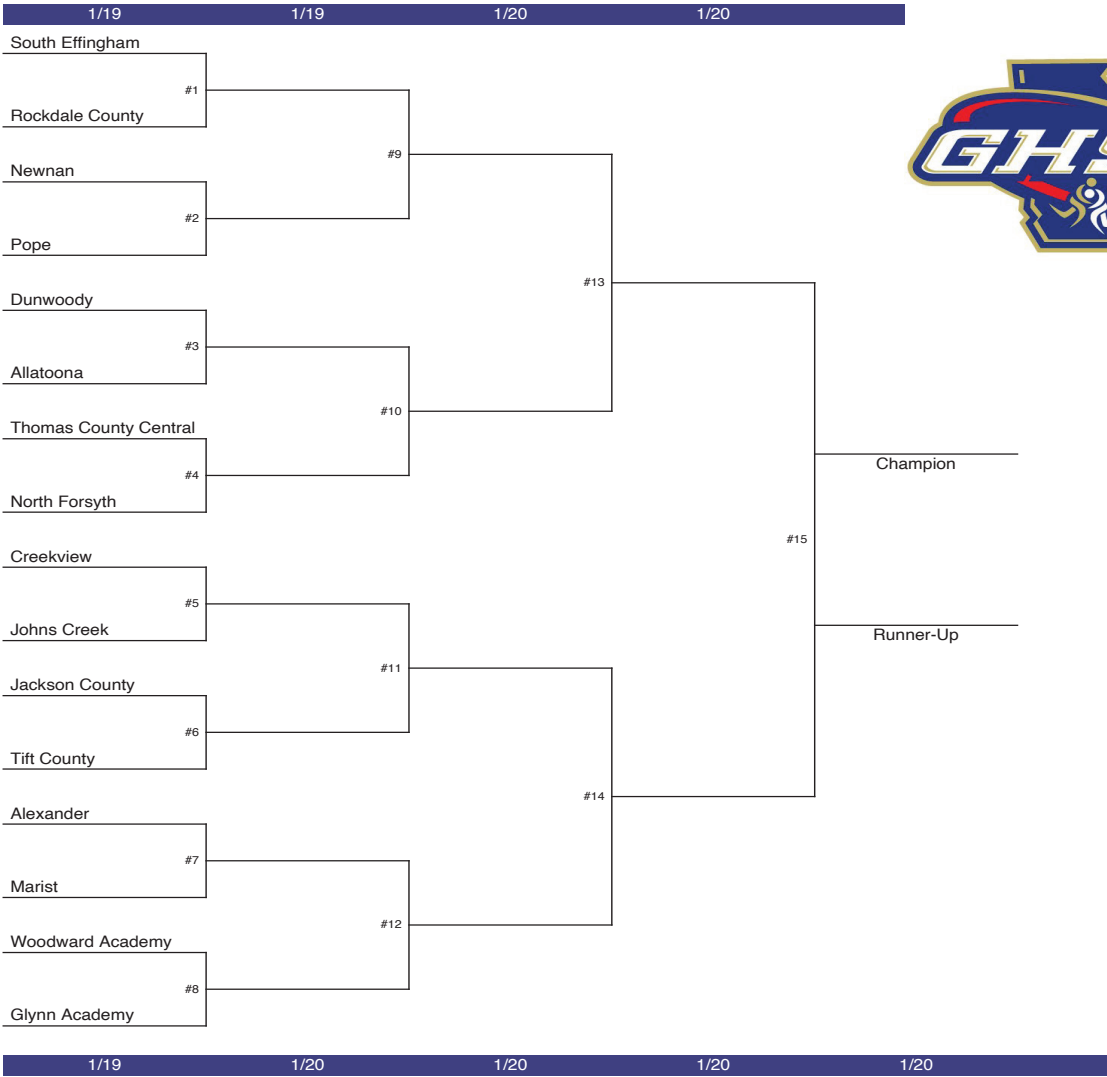 1/19 1/19 1/20 1/20
South Effingham
#1
Rockdale County
#9
Newnan
#2
Pope
#13
Dunwoody
#3
Allatoona
#10
Thomas County Central
#4
North Forsyth
Champion
#15
Creekview
#5
Johns Creek
Runner-Up
#11
Jackson County
#6
Tift County
#14
Alexander
#7
Marist
#12
Woodward Academy
#8
Glynn Academy
1/19 1/20 1/20 1/20 1/20